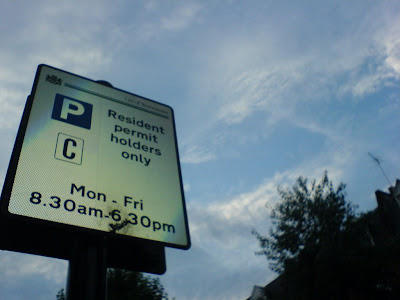 P
Resident
permit
holders
only
C
Mon - Fri
8.30am-6.30pm